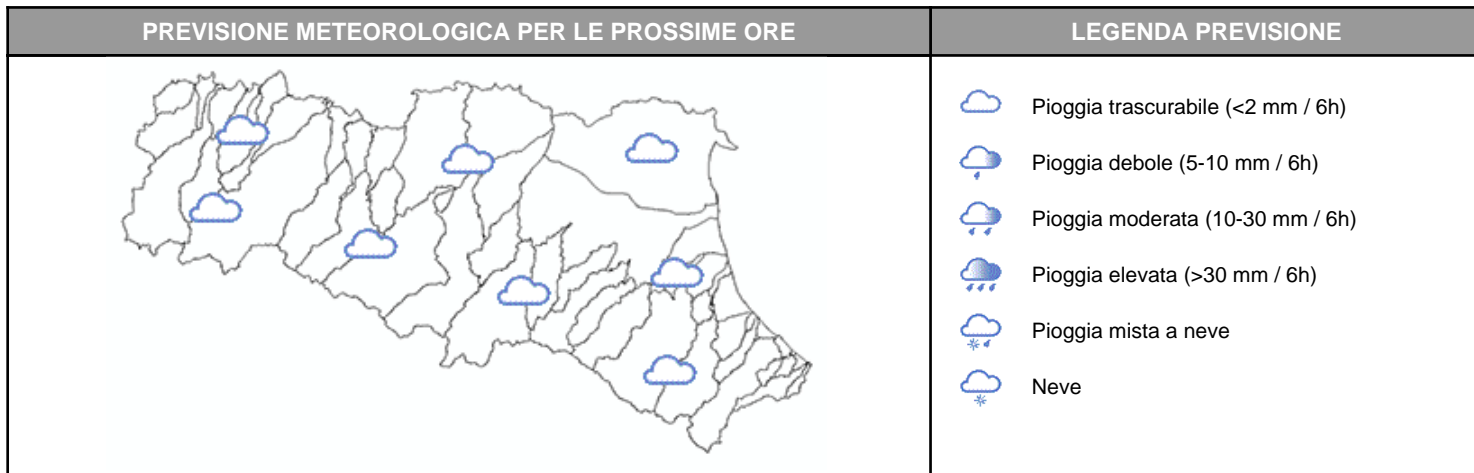 PREVISIONE METEOROLOGICA PER LE PROSSIME ORE
LEGENDA PREVISIONE
Pioggia trascurabile (<2 mm / 6h)
Pioggia debole (5-10 mm / 6h)
Pioggia moderata (10-30 mm / 6h)
Pioggia elevata (>30 mm / 6h)
Pioggia mista a neve
Neve